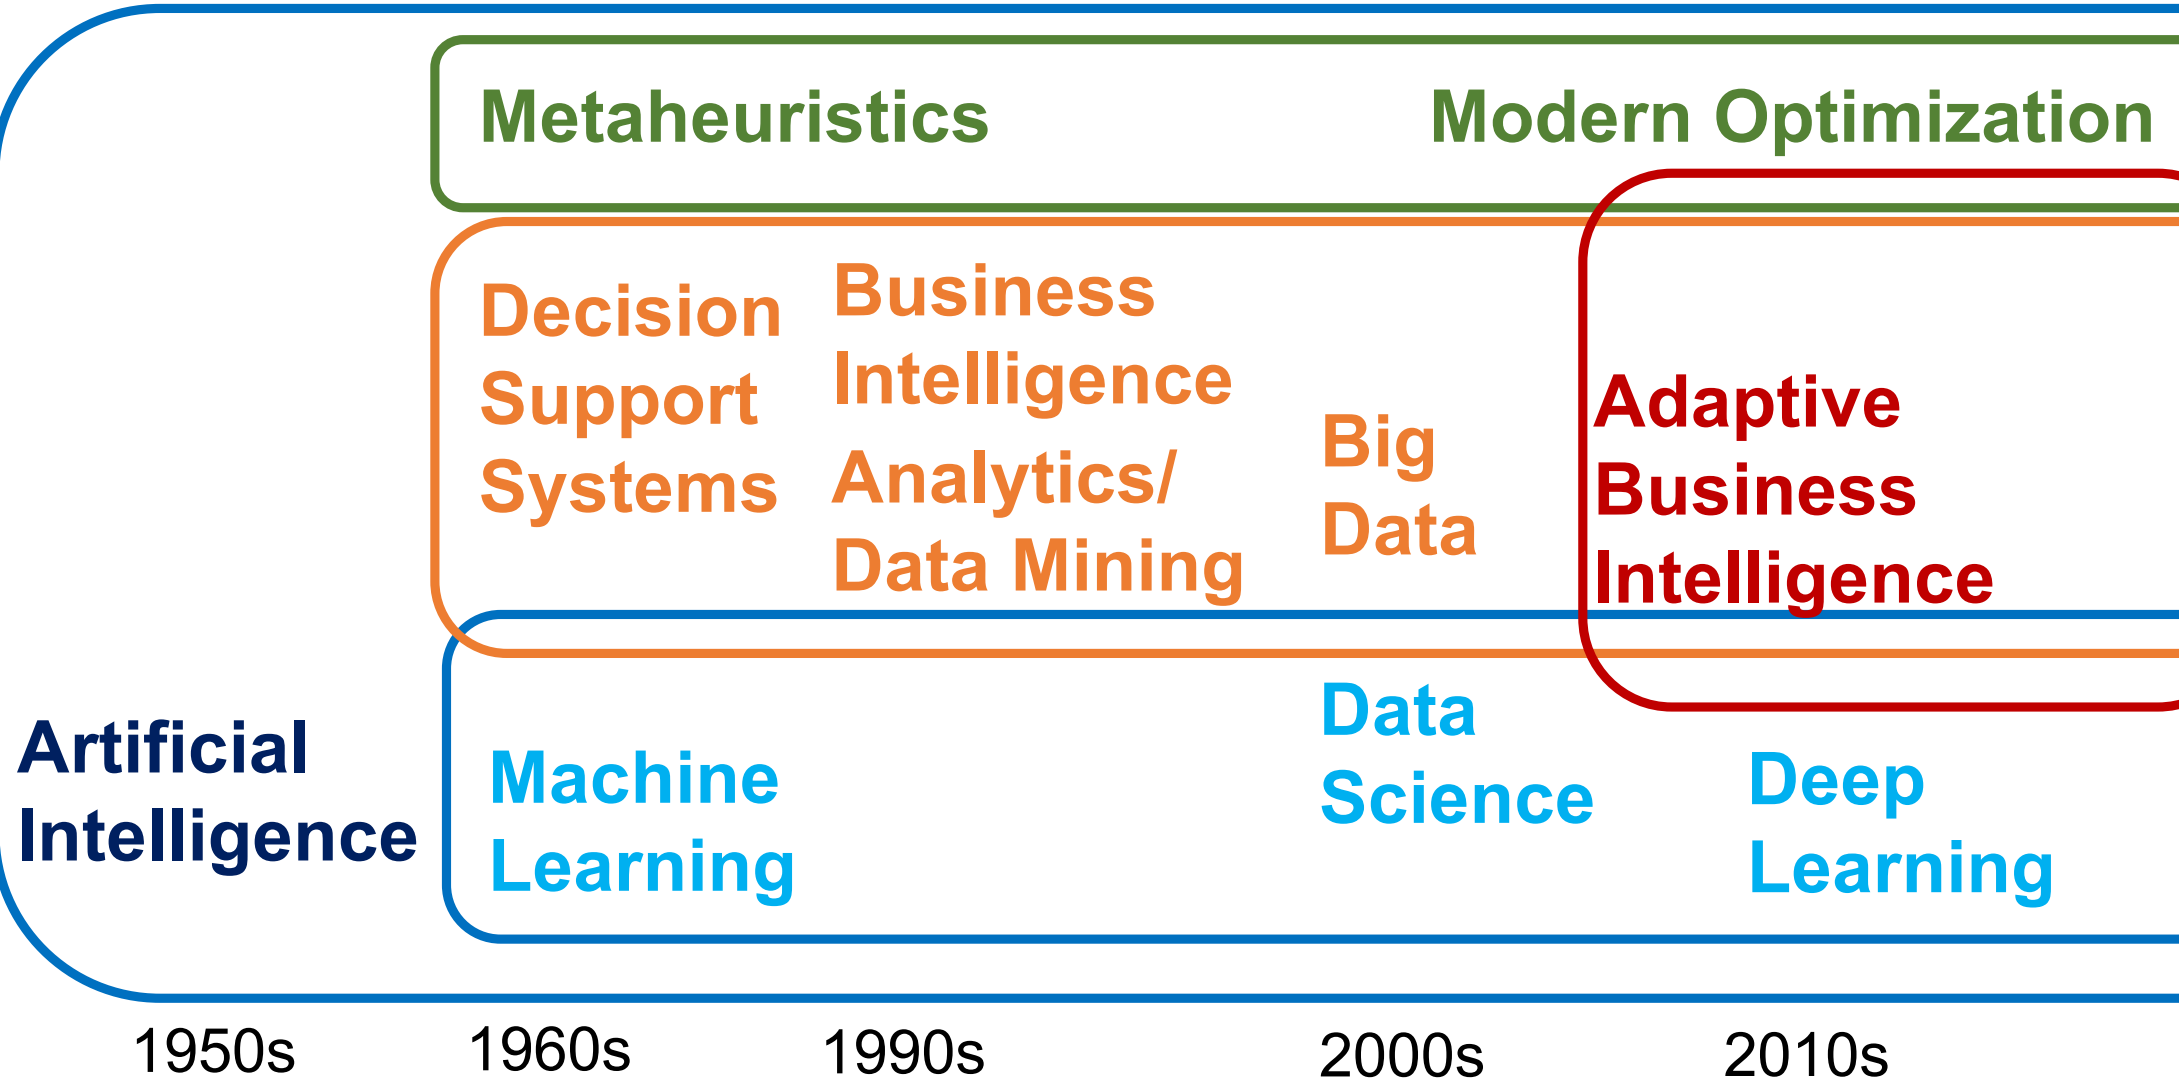 Metaheuristics
Modern Optimization
Decision
Support
Systems
Business
Intelligence
Analytics/
Data Mining
Big
Data
Adaptive
Business
Intelligence
Artificial
Intelligence
Machine
Learning
Data
Science
Deep
Learning
1950s
1960s
1990s
2000s
2010s